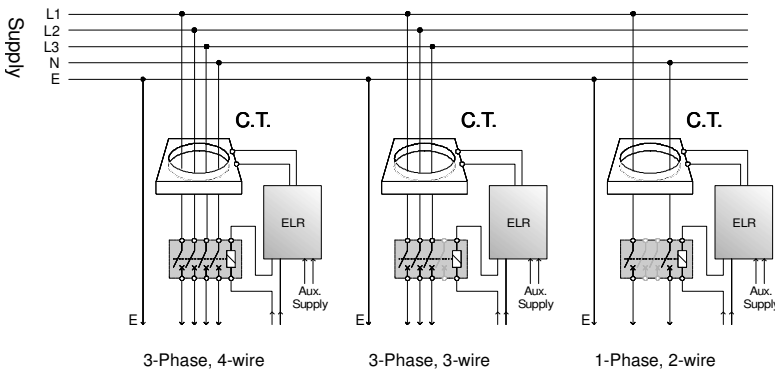 Supply
L1
L2
L3
N
E
C.T. C.T. C.T.
ELR ELR ELR
Aux. Supply Aux. Supply Aux. Supply
E E E
3-Phase, 4-wire 3-Phase, 3-wire 1-Phase, 2-wire